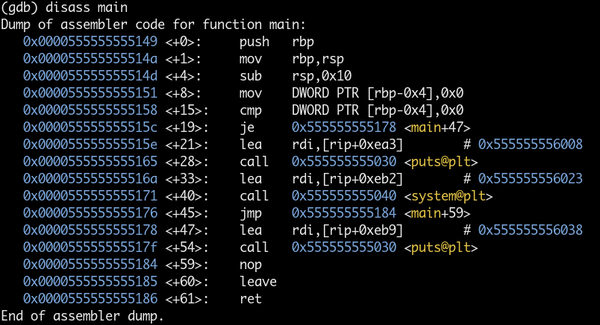 (gdb) disass main
Dump of assembler code for function main:
   0x0000555555555149 <+0>:     push   rbp
   0x000055555555514a <+1>:     mov    rbp,rsp
   0x000055555555514d <+4>:     sub    rsp,0x10
   0x0000555555555151 <+8>:     mov    DWORD PTR [rbp-0x4],0x0
   0x0000555555555158 <+15>:    cmp    DWORD PTR [rbp-0x4],0x0
   0x000055555555515c <+19>:    je     0x555555555178 <main+47>
   0x000055555555515e <+21>:    lea    rdi,[rip+0xea3]        # 0x555555556008
   0x0000555555555165 <+28>:    call   0x555555555030 <puts@plt>
   0x000055555555516a <+33>:    lea    rdi,[rip+0xeb2]        # 0x555555556023
   0x0000555555555171 <+40>:    call   0x555555555040 <system@plt>
   0x0000555555555176 <+45>:    jmp    0x555555555184 <main+59>
   0x0000555555555178 <+47>:    lea    rdi,[rip+0xeb9]        # 0x555555556038
   0x000055555555517f <+54>:    call   0x555555555030 <puts@plt>
   0x0000555555555184 <+59>:    nop
   0x0000555555555185 <+60>:    leave
   0x0000555555555186 <+61>:    ret
End of assembler dump.